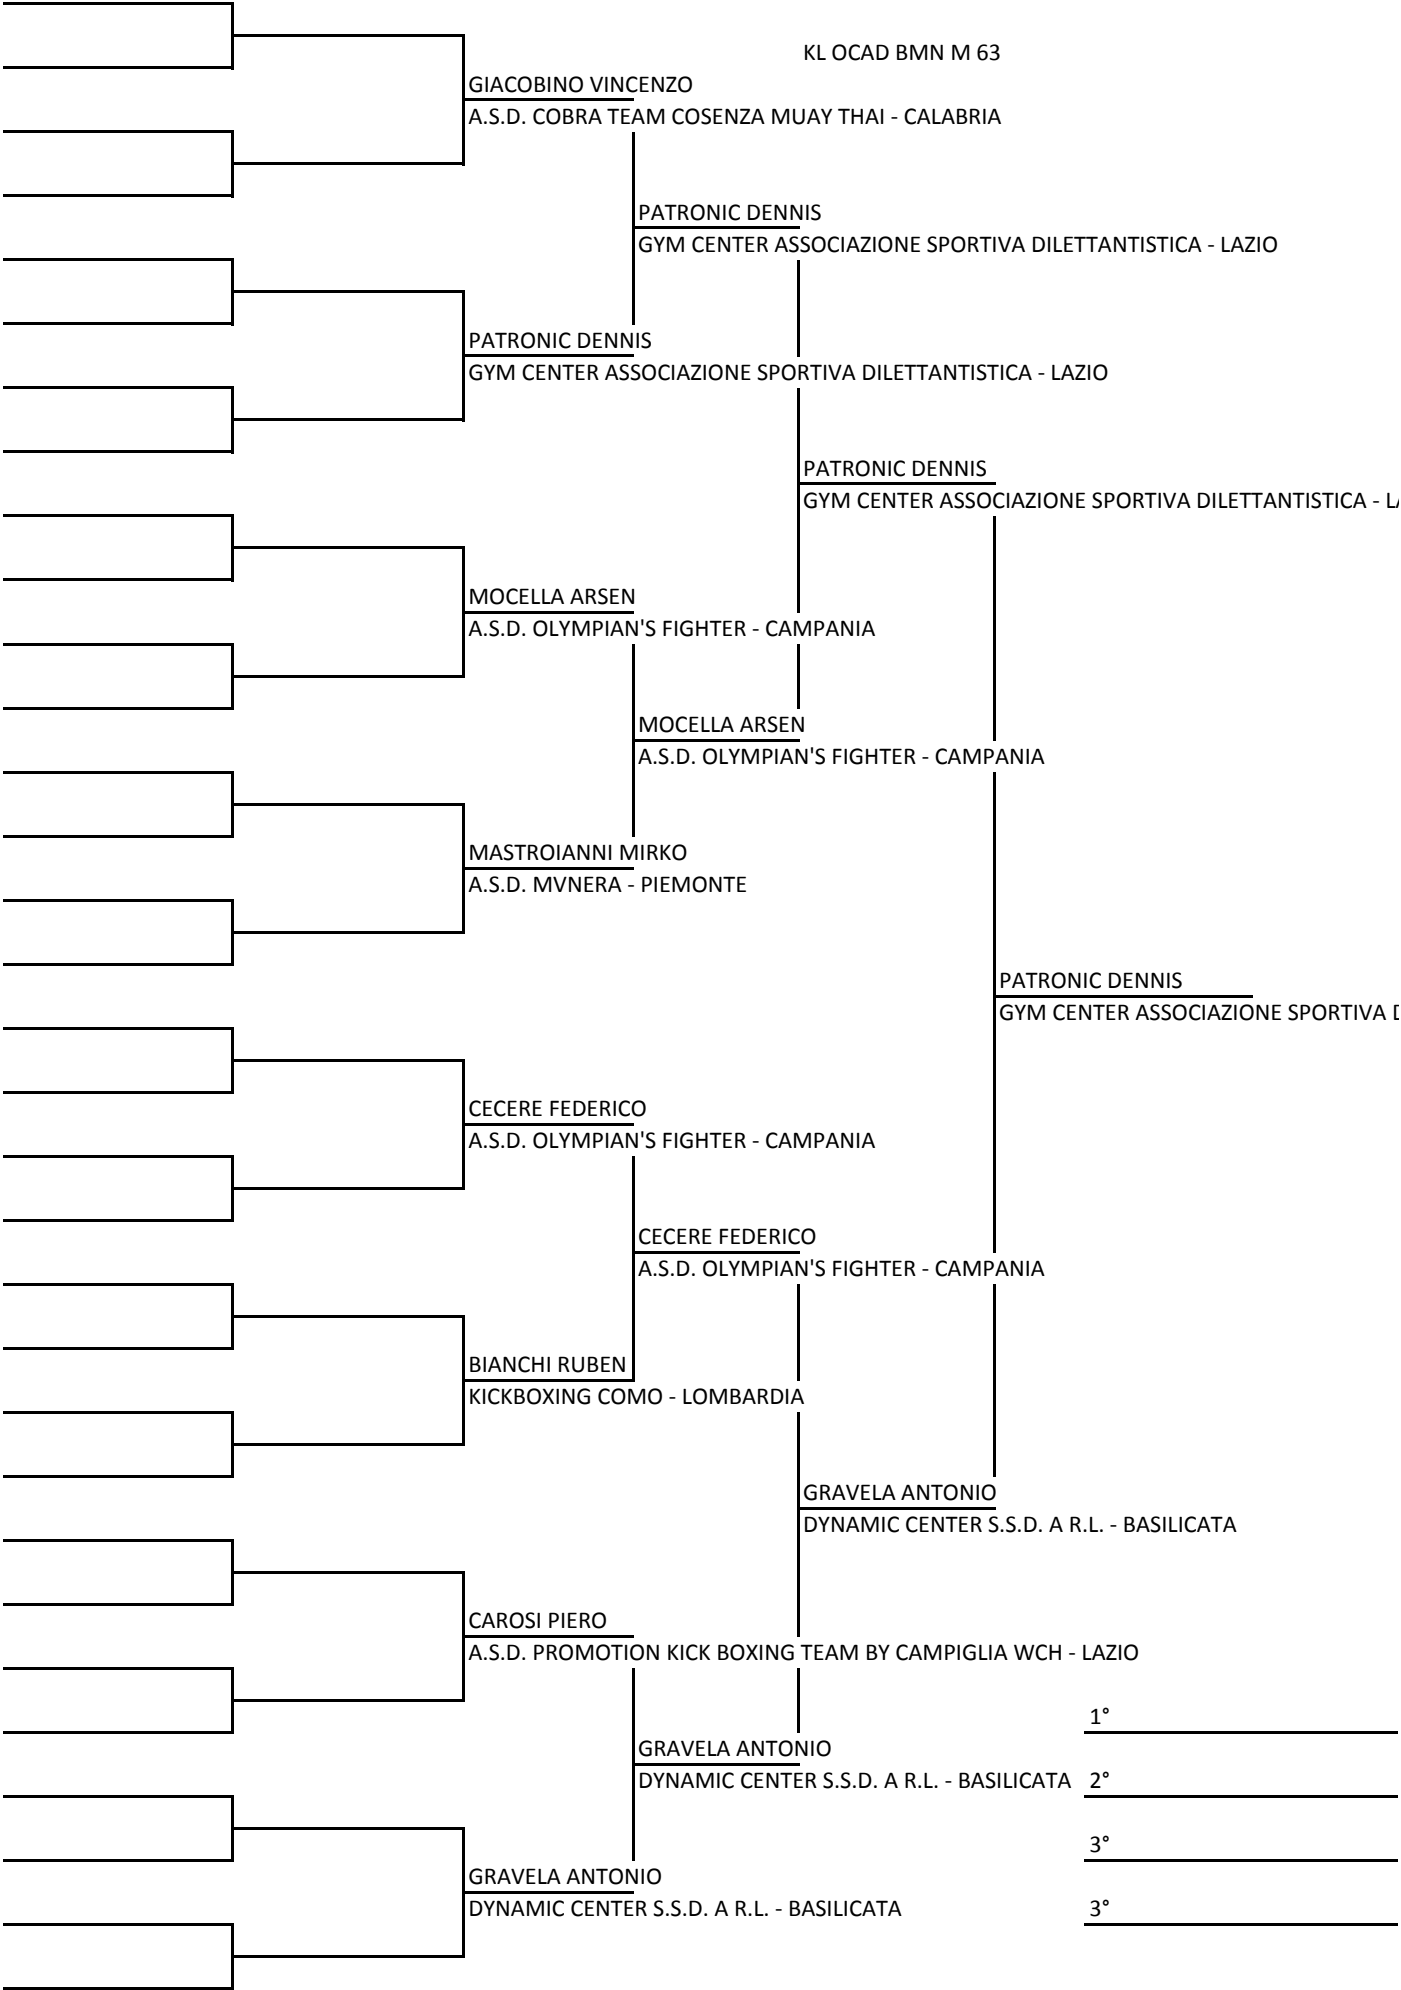 KL OCAD BMN M 63
GIACOBINO VINCENZO
A.S.D. COBRA TEAM COSENZA MUAY THAI - CALABRIA
PATRONIC DENNIS
GYM CENTER ASSOCIAZIONE SPORTIVA DILETTANTISTICA - LAZIO
PATRONIC DENNIS
GYM CENTER ASSOCIAZIONE SPORTIVA DILETTANTISTICA - LAZIO
PATRONIC DENNIS
GYM CENTER ASSOCIAZIONE SPORTIVA DILETTANTISTICA -
MOCELLA ARSEN
A.S.D. OLYMPIAN'S FIGHTER - CAMPANIA
MOCELLA ARSEN
A.S.D. OLYMPIAN'S FIGHTER - CAMPANIA
MASTROIANNI MIRKO
A.S.D. MVNERA - PIEMONTE
PATRONIC DENNIS
GYM CENTER ASSOCIAZIONE SPORTIVA
CECERE FEDERICO
A.S.D. OLYMPIAN'S FIGHTER - CAMPANIA
CECERE FEDERICO
A.S.D. OLYMPIAN'S FIGHTER - CAMPANIA
BIANCHI RUBEN
KICKBOXING COMO - LOMBARDIA
GRAVELA ANTONIO
DYNAMIC CENTER S.S.D. A R.L. - BASILICATA
CAROSI PIERO
A.S.D. PROMOTION KICK BOXING TEAM BY CAMPIGLIA WCH - LAZIO
1°
GRAVELA ANTONIO
DYNAMIC CENTER S.S.D. A R.L. - BASILICATA 2°
3°
GRAVELA ANTONIO
DYNAMIC CENTER S.S.D. A R.L. - BASILICATA 3°